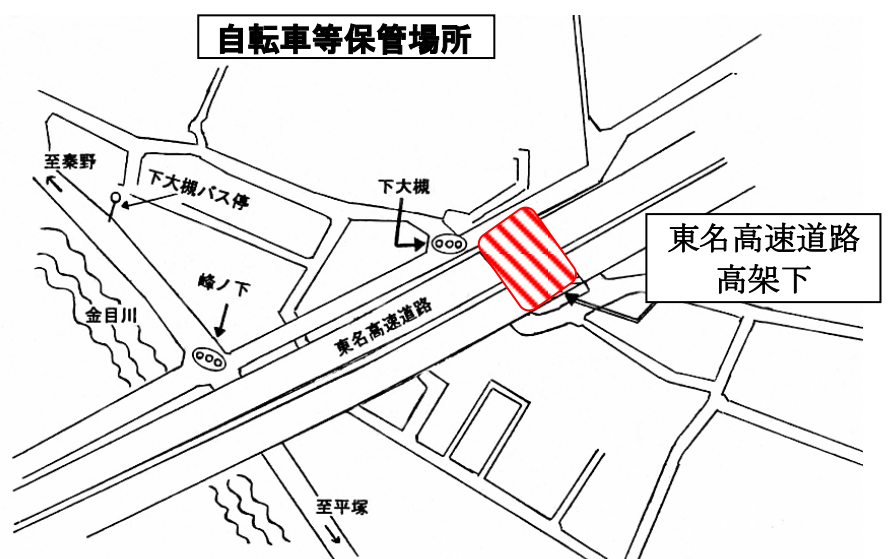 自転車等保管場所
至秦野
下大槻バス停
下大槻
東名高速道路
高架下
峰ノ下
金目川
東名高速道路
至平塚